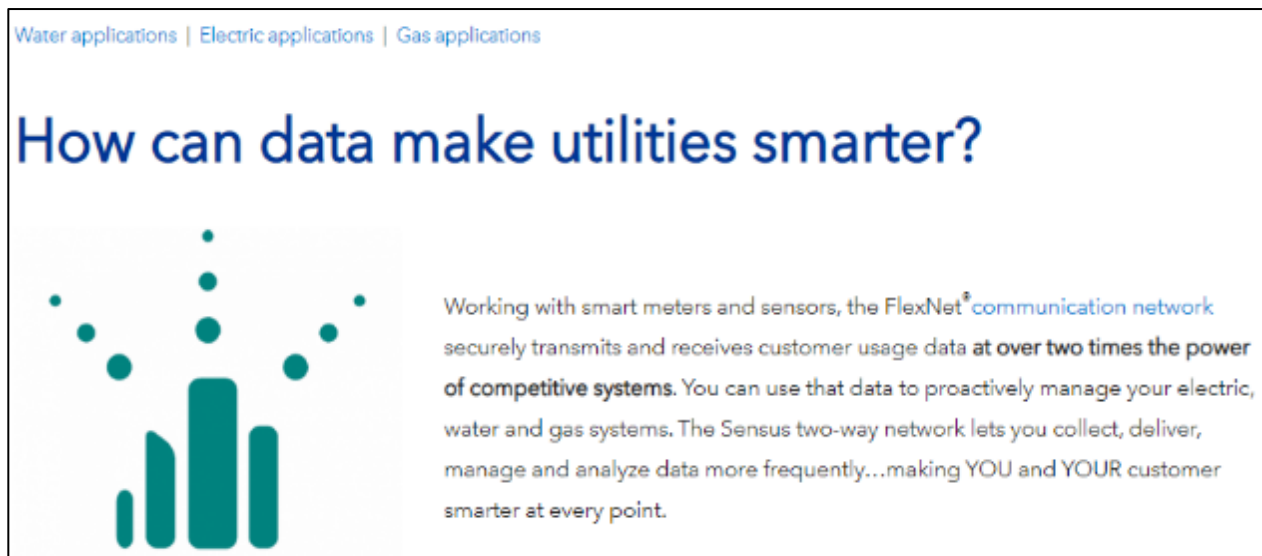 Water applications | Electric applications | Gas applications
How can data make utilities smarter?
Working with smart meters and sensors, the FlexNet® communication network
securely transmits and receives customer usage data at over two times the power
of competitive systems. You can use that data to proactively manage your electric,
water and gas systems. The Sensus two-way network lets you collect, deliver,
manage and analyze data more frequently...making YOU and YOUR customer
smarter at every point.